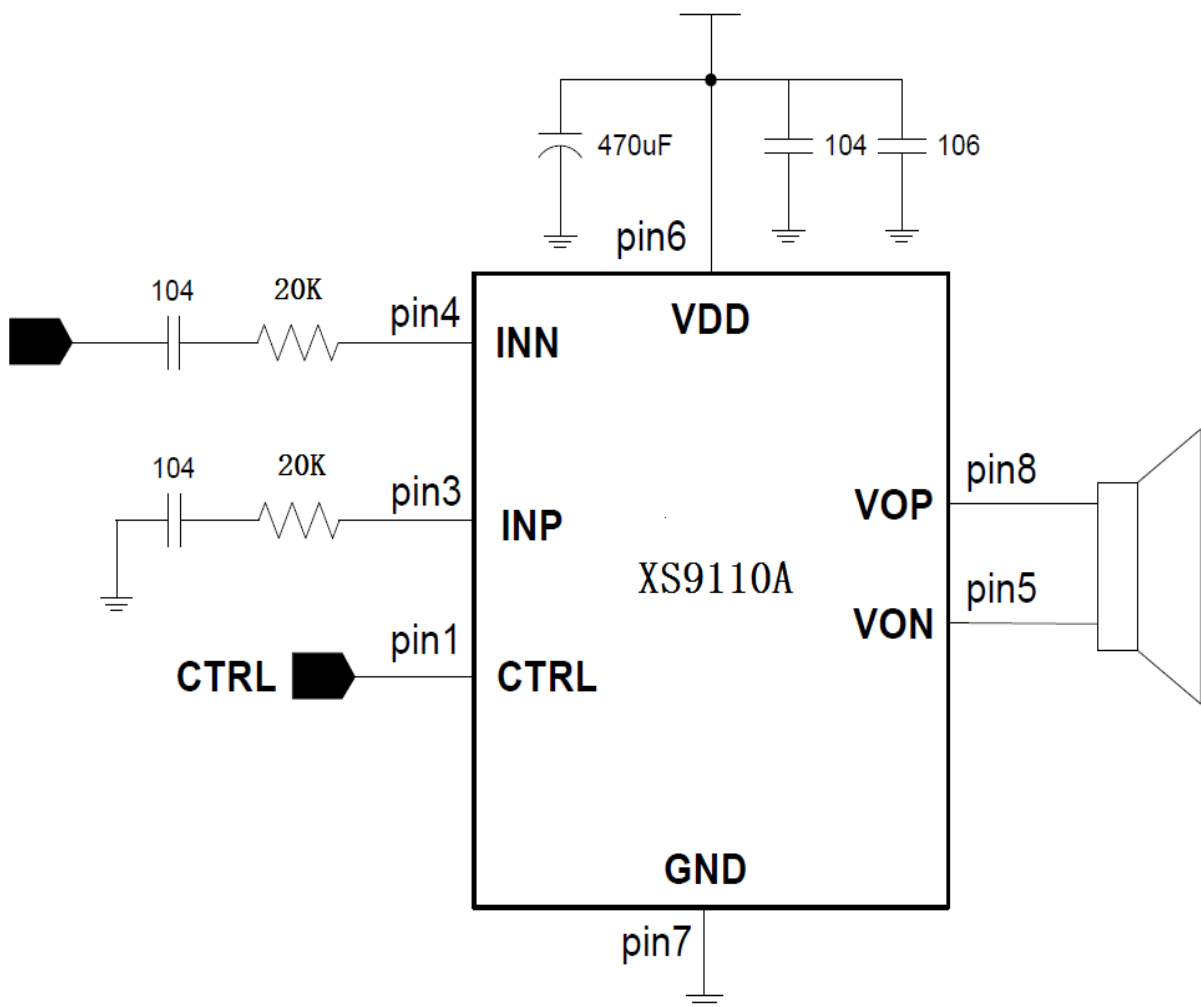 470uF
104
106
pin6
104
20K
pin4
INN
VDD
104
20K
pin3
INP
pin8
VOP
XS9110A
pin5
VON
pin1
CTRL
CTRL
GND
pin7